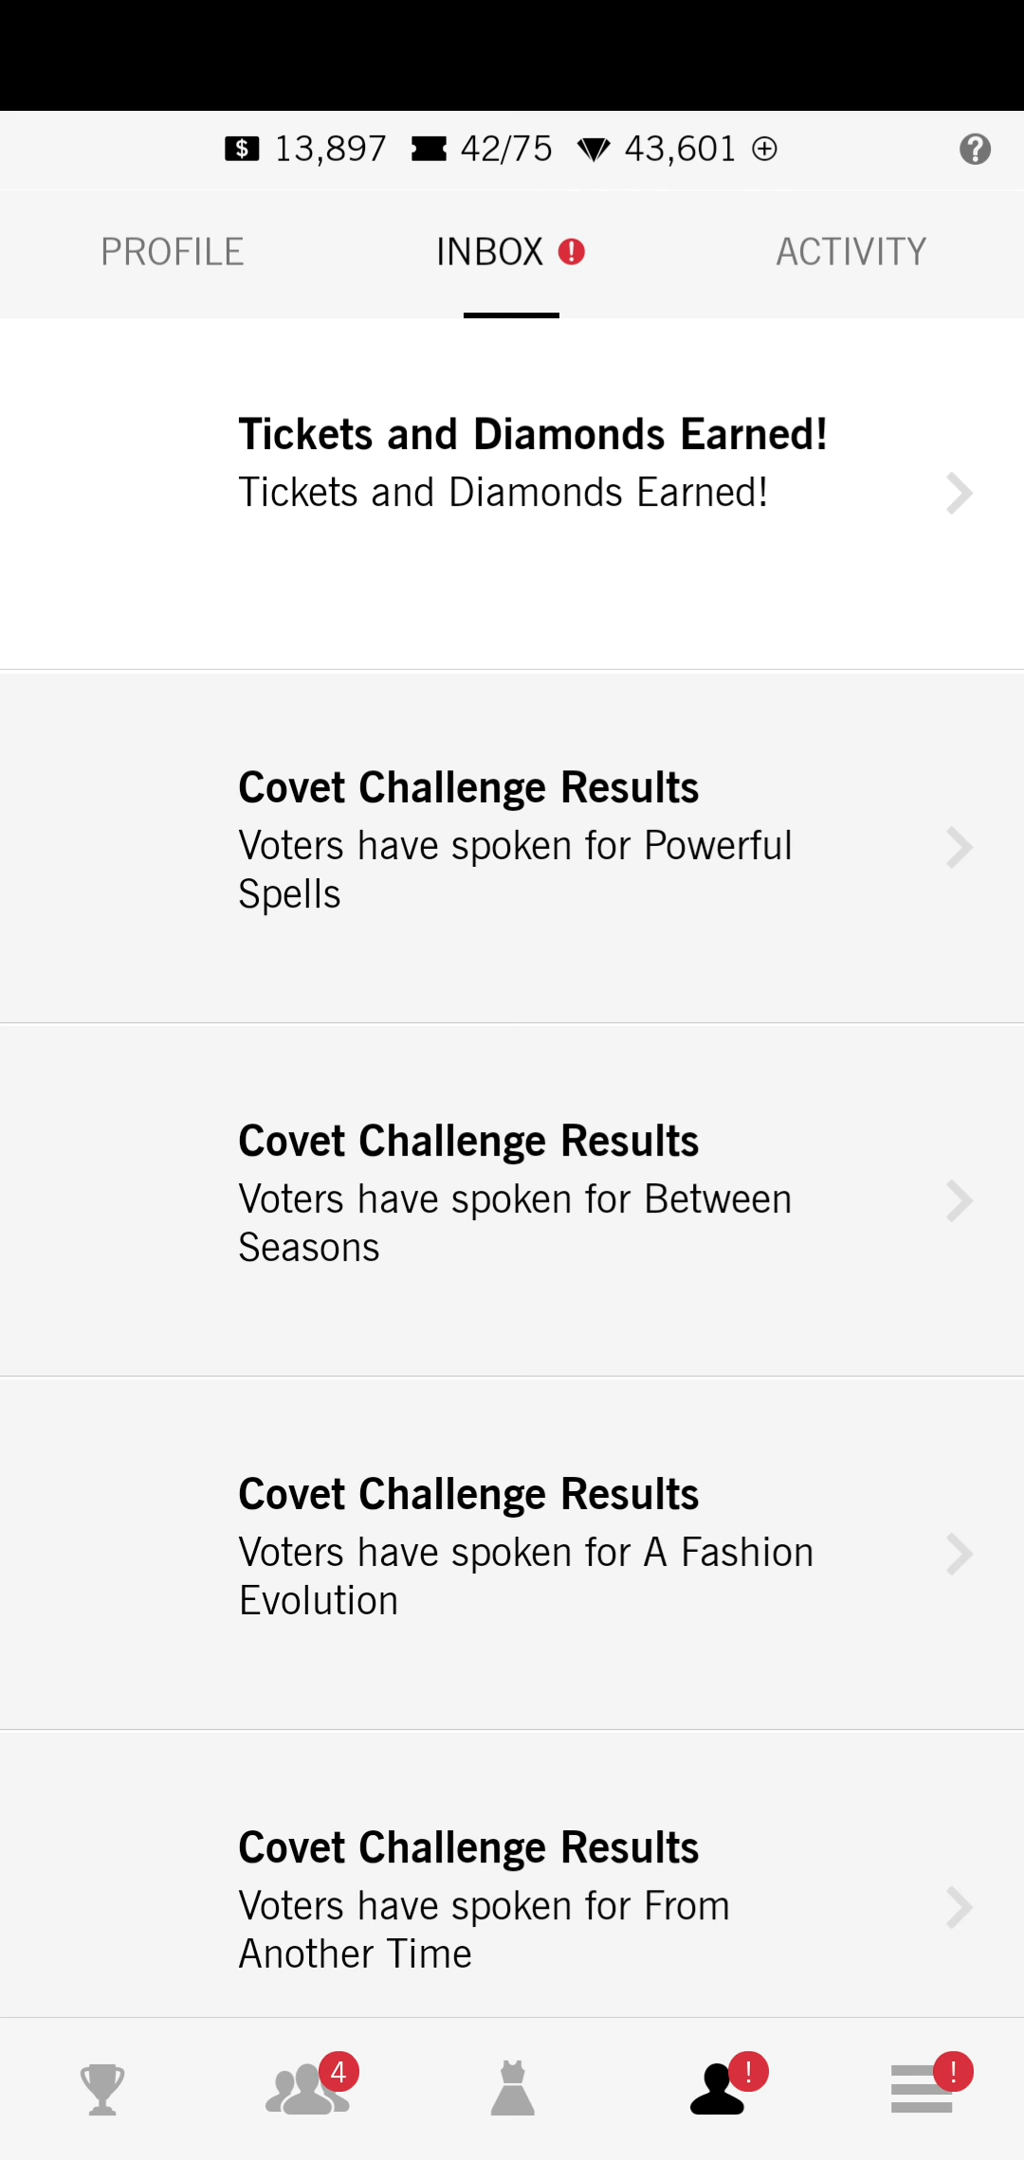 $ 13,897 42/75 43,601 + ?
PROFILE INBOX ! ACTIVITY
Tickets and Diamonds Earned!
Tickets and Diamonds Earned!
Covet Challenge Results
Voters have spoken for Powerful
Spells
Covet Challenge Results
Voters have spoken for Between
Seasons
Covet Challenge Results
Voters have spoken for A Fashion
Evolution
Covet Challenge Results
Voters have spoken for From
Another Time
4 ! !